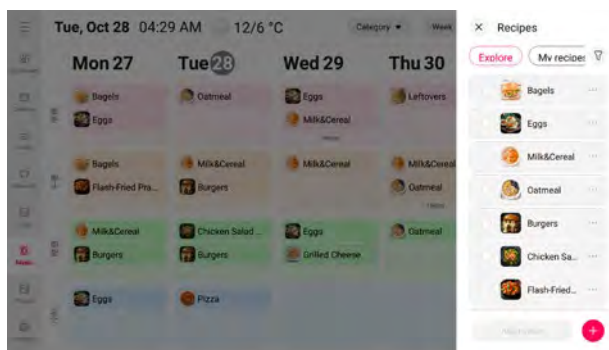 Tue, Oct 28 04:29 AM 12/6 °C Category Week
Mon 27 Tue 28 Wed 29 Thu 30
Bagels
Eggs
Oatmeal
Eggs
Milk&Cereal
Leftovers
Bagels
Flash-Fried Pra...
Milk&Cereal
Burgers
Milk&Cereal
Milk&Cereal
Oatmeal
Milk&Cereal
Burgers
Chicken Salad ...
Burgers
Eggs
Grilled Cheese
Oatmeal
Eggs
Pizza
Recipes
Explore My recipes
Bagels
Eggs
Milk&Cereal
Oatmeal
Burgers
Chicken Sa...
Flash-Fried...